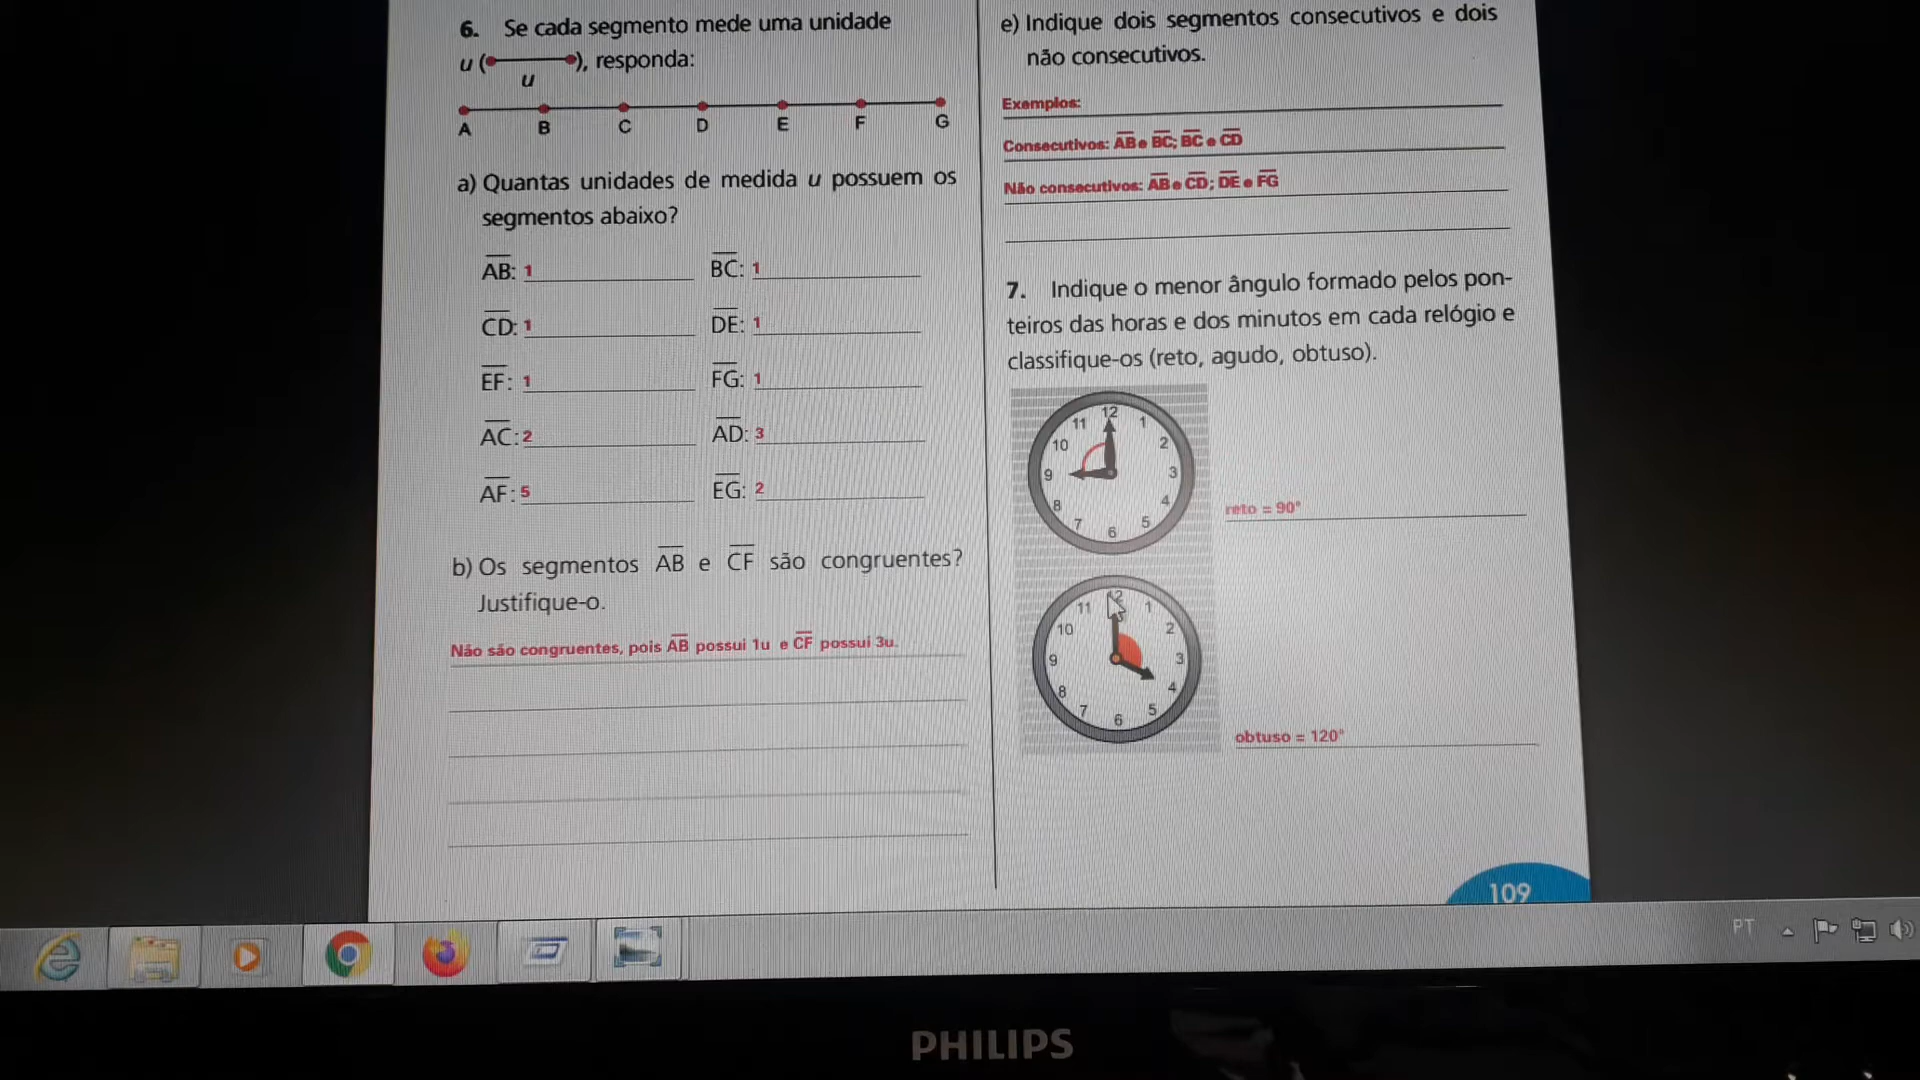 6. Se cada segmento mede uma unidade
u (
), responda:
u
A B C D E F G
a) Quantas unidades de medida u possuem os
segmentos abaixo?
AB: 1 BC: 1
CD: 1 DE: 1
EF: 1 FG: 1
AC: 2 AD: 3
AF: 5 EG: 2
b) Os segmentos AB e CF são congruentes?
Justifique-o.
Não são congruentes, pois AB possui 1u e CF possui 3u.
e) Indique dois segmentos consecutivos e dois
não consecutivos.
Exemplos:
Consecutivos: AB e BC; BC e CD
Não consecutivos: AB e CD; DE e FG
7. Indique o menor ângulo formado pelos pon-
teiros das horas e dos minutos em cada relógio e
classifique-os (reto, agudo, obtuso).
12 1 2 3 4 5 6 7 8 9 10 11
reto = 90°
12 1 2 3 4 5 6 7 8 9 10 11
obtuso = 120°
109
PT
PHILIPS